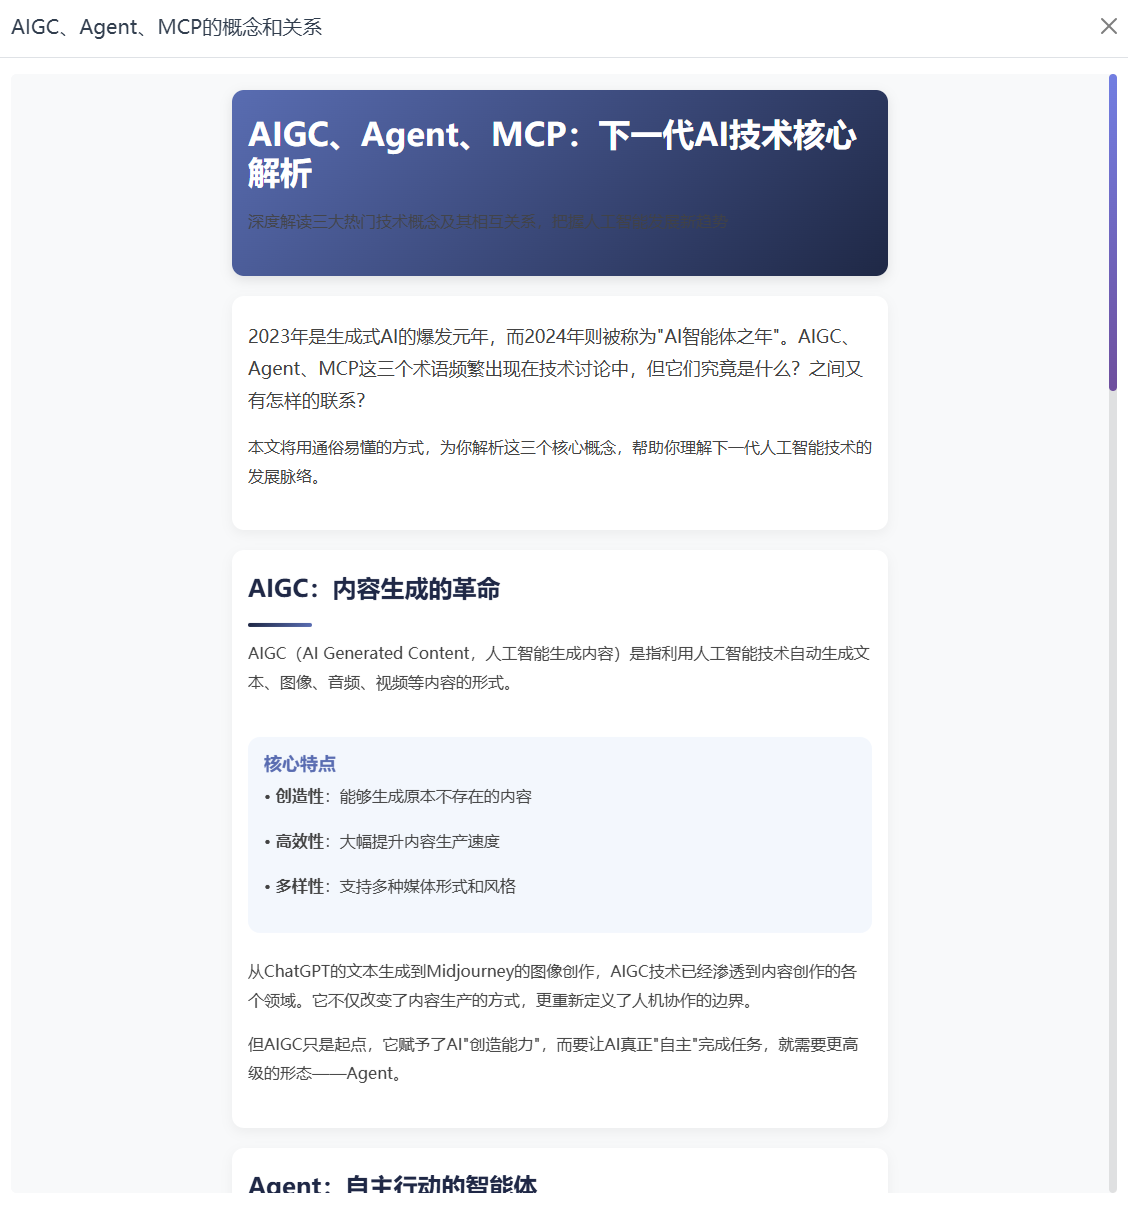 AIGC、Agent、MCP的概念和关系
AIGC、Agent、MCP：下一代AI技术核心
解析
深度解读三大热门技术概念及其相互关系，
2023年是生成式AI的爆发元年，而2024年则被称为"AI智能体之年"。AIGC、
Agent、MCP这三个术语频繁出现在技术讨论中，但它们究竟是什么？之间又
有怎样的联系？
本文将用通俗易懂的方式，为你解析这三个核心概念，帮助你理解下一代人工智能技术的
发展脉络。
AIGC：内容生成的革命
AIGC（AI Generated Content，人工智能生成内容）是指利用人工智能技术自动生成文
本、图像、音频、视频等内容的形式。
核心特点
• 创造性：能够生成原本不存在的内容
• 高效性：大幅提升内容生产速度
• 多样性：支持多种媒体形式和风格
从ChatGPT的文本生成到Midjourney的图像创作，AIGC技术已经渗透到内容创作的各
个领域。它不仅改变了内容生产的方式，更重新定义了人机协作的边界。
但AIGC只是起点，它赋予了AI"创造能力"，而要让AI真正"自主"完成任务，就需要更高
级的形态——Agent。
Agent：自主行动的智能体